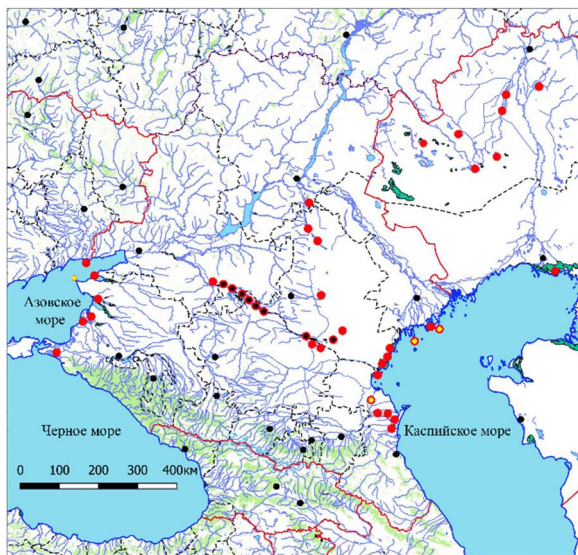 Азовское
море
Черное море
Каспийское море
0 100 200 300 400км